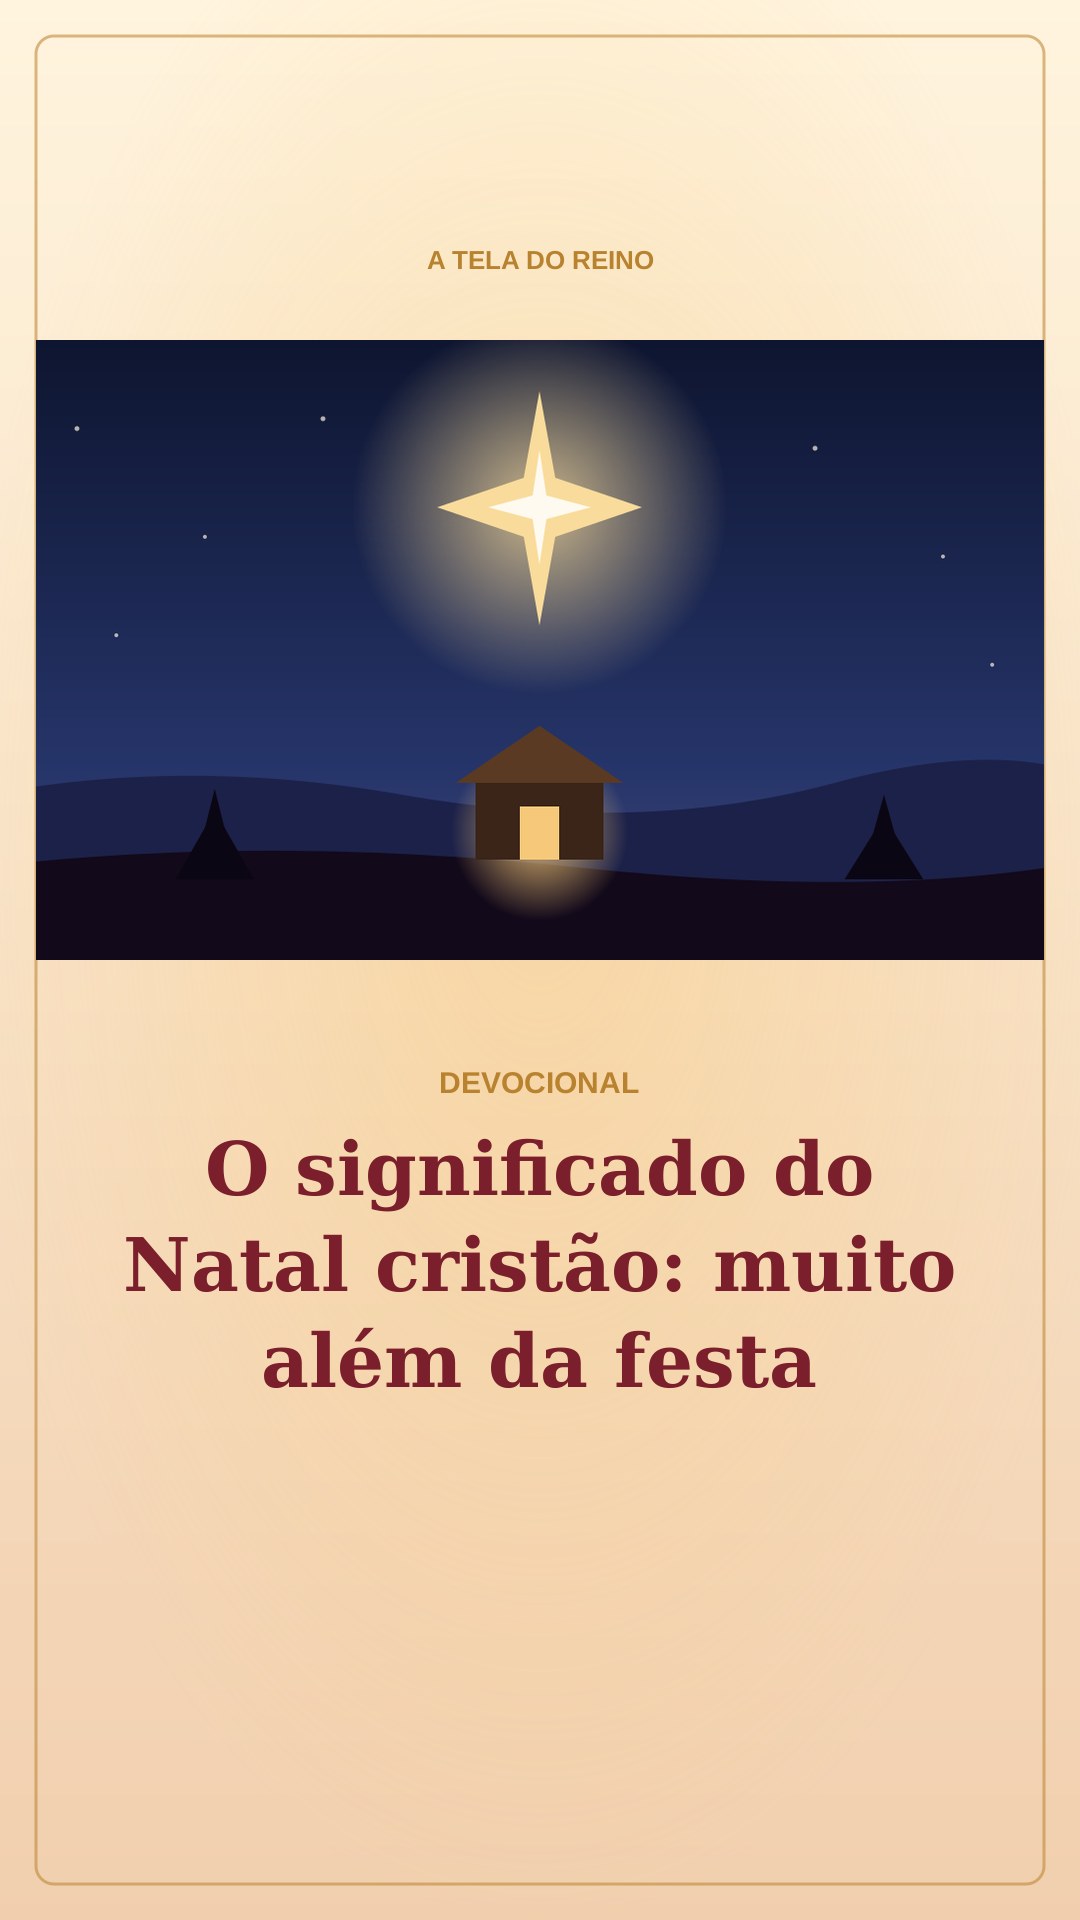 A TELA DO REINO
DEVOCIONAL
O significado do
Natal cristão: muito
além da festa